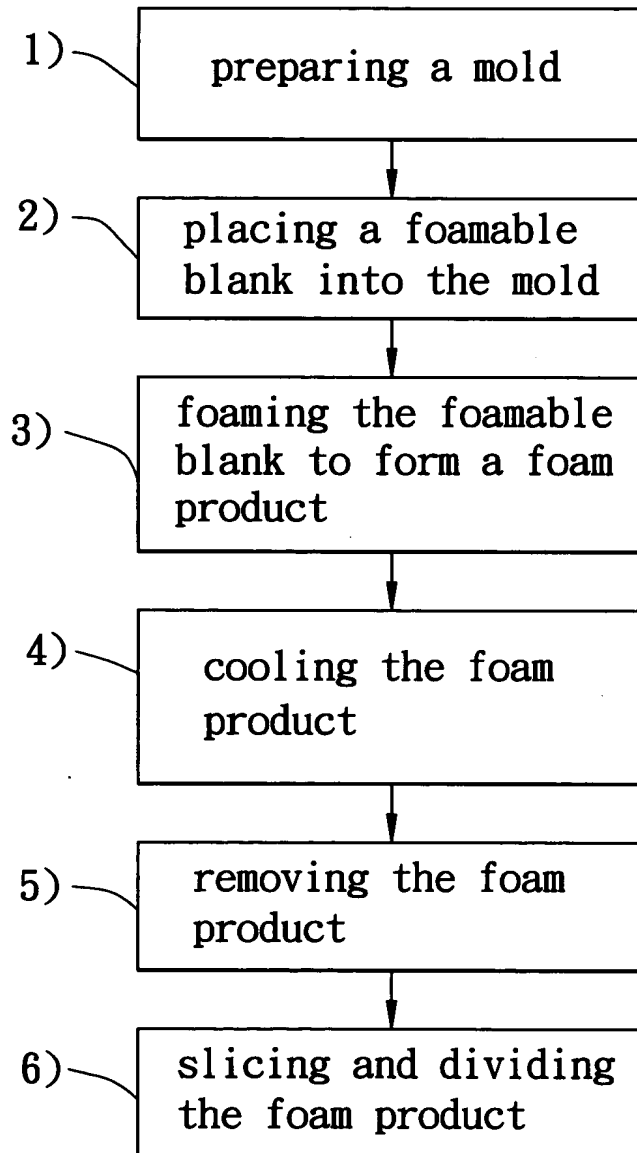 1)
preparing a mold
2)
placing a foamable
blank into the mold
3)
foaming the foamable
blank to form a foam
product
4)
cooling the foam
product
5)
removing the foam
product
6)
slicing and dividing
the foam product